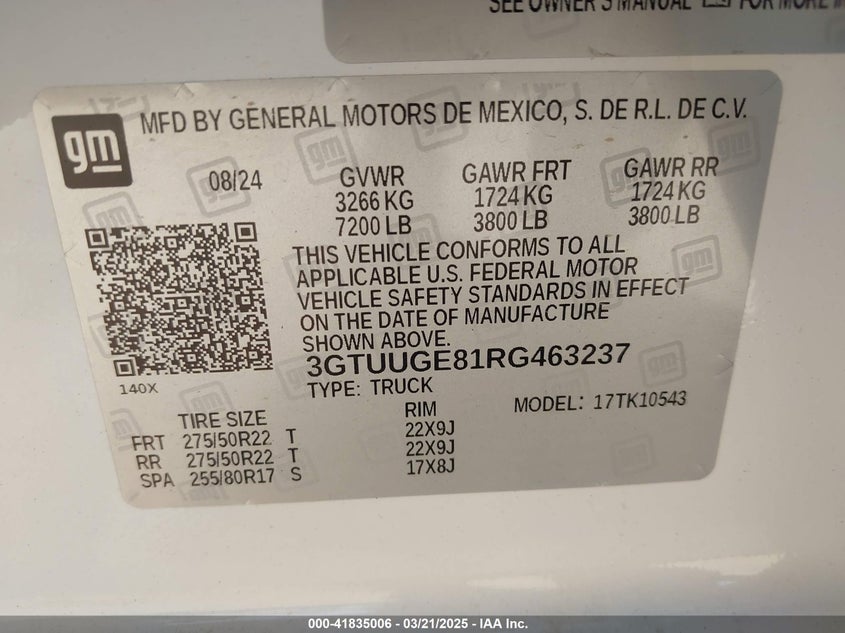 SEE OWNER'S MANUAL FOR MORE
gm
MFD BY GENERAL MOTORS DE MEXICO, S. DE R.L. DE C.V.
08/24 GVWR GAWR FRT GAWR RR
3266 KG 1724 KG 1724 KG
7200 LB 3800 LB 3800 LB
THIS VEHICLE CONFORMS TO ALL
APPLICABLE U.S. FEDERAL MOTOR
VEHICLE SAFETY STANDARDS IN EFFECT
ON THE DATE OF MANUFACTURE
SHOWN ABOVE.
3GTUUGE81RG463237
140X
TYPE: TRUCK MODEL: 17TK10543
TIRE SIZE RIM
FRT 275/50R22 T 22X9J
RR 275/50R22 T 22X9J
SPA 255/80R17 S 17X8J
000-41835006 - 03/21/2025 - IAA Inc.